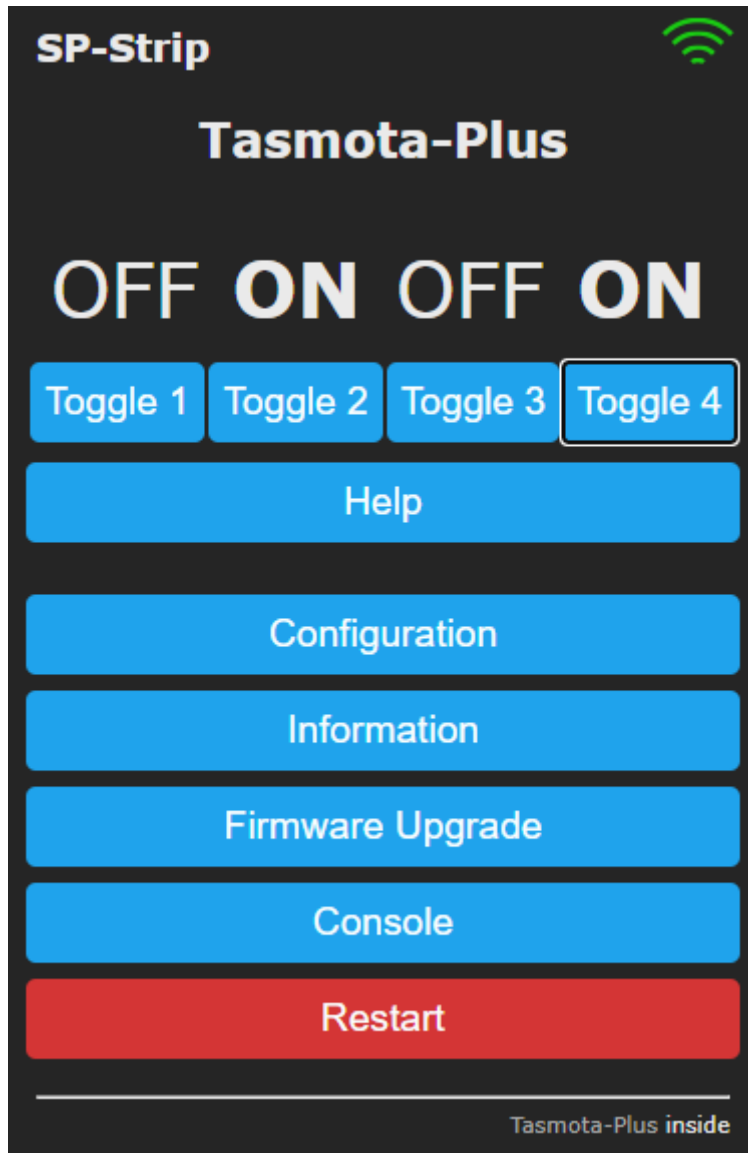 SP-Strip
Tasmota-Plus
OFF ON OFF ON
Toggle 1 Toggle 2 Toggle 3 Toggle 4
Help
Configuration
Information
Firmware Upgrade
Console
Restart
Tasmota-Plus inside